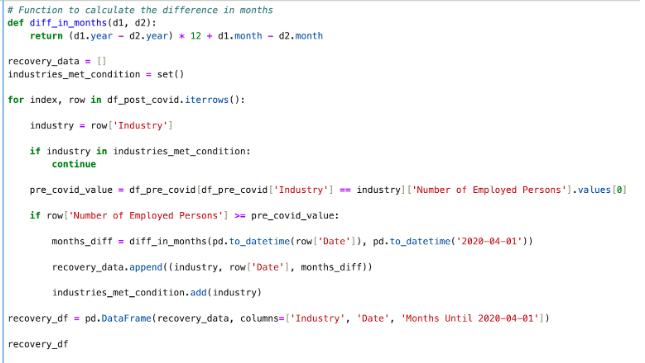 # Function to calculate the difference in months
def diff_in_months(d1, d2):
    return (d1.year - d2.year) * 12 + d1.month - d2.month
recovery_data = []
industries_met_condition = set()
for index, row in df_post_covid.iterrows():
    industry = row['Industry']
    if industry in industries_met_condition:
        continue
    pre_covid_value = df_pre_covid[df_pre_covid['Industry'] == industry]['Number of Employed Persons'].values[0]
    if row['Number of Employed Persons'] >= pre_covid_value:
        months_diff = diff_in_months(pd.to_datetime(row['Date']), pd.to_datetime('2020-04-01'))
        recovery_data.append((industry, row['Date'], months_diff))
        industries_met_condition.add(industry)
recovery_df = pd.DataFrame(recovery_data, columns=['Industry', 'Date', 'Months Until 2020-04-01'])
recovery_df